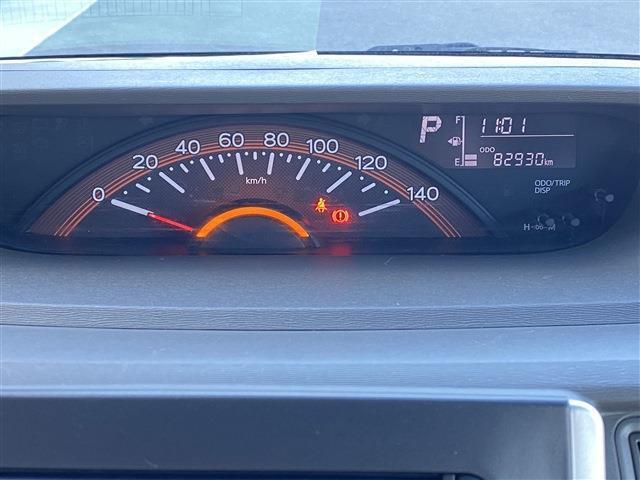 0 20 40 60 80 100 120 140
km/h
P
F
E
11:01
ODO
82930km
ODO/TRIP
DISP
H
M